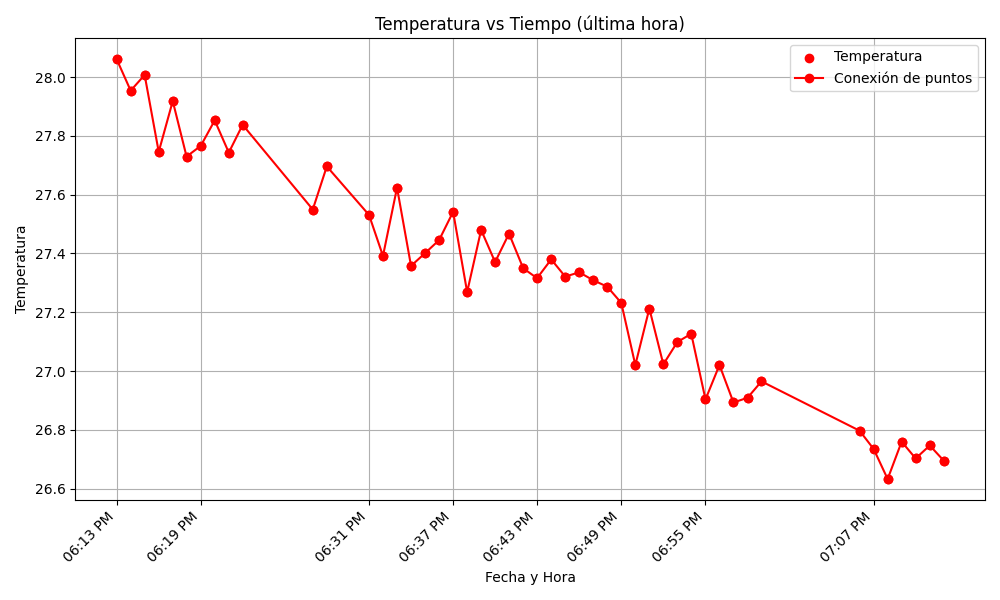 Temperatura vs Tiempo (última hora)
Temperatura
Conexión de puntos
Temperatura
28.0
27.8
27.6
27.4
27.2
27.0
26.8
26.6
06:13 PM
06:19 PM
06:31 PM
06:37 PM
06:43 PM
06:49 PM
06:55 PM
07:07 PM
Fecha y Hora